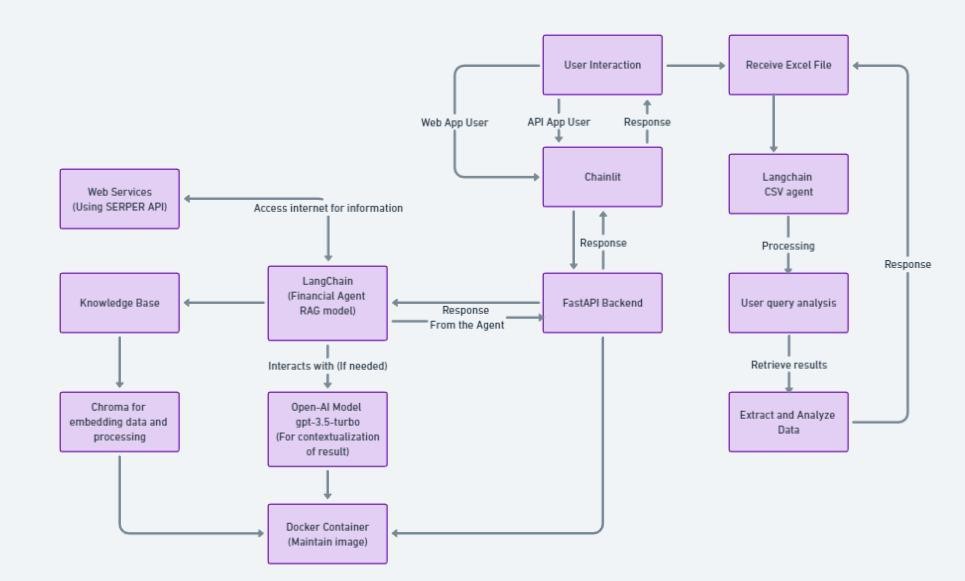 User Interaction
Receive Excel File
Web App User
API App User
Response
Chainlit
Langchain
CSV agent
Web Services
(Using SERPER API)
Access internet for information
Response
Processing
Response
LangChain
(Financial Agent
RAG model)
Knowledge Base
FastAPI Backend
User query analysis
Response
From the Agent
Interacts with (If needed)
Retrieve results
Chroma for
embedding data and
processing
Open-AI Model
gpt-3.5-turbo
(For contextualization
of result)
Extract and Analyze
Data
Docker Container
(Maintain image)